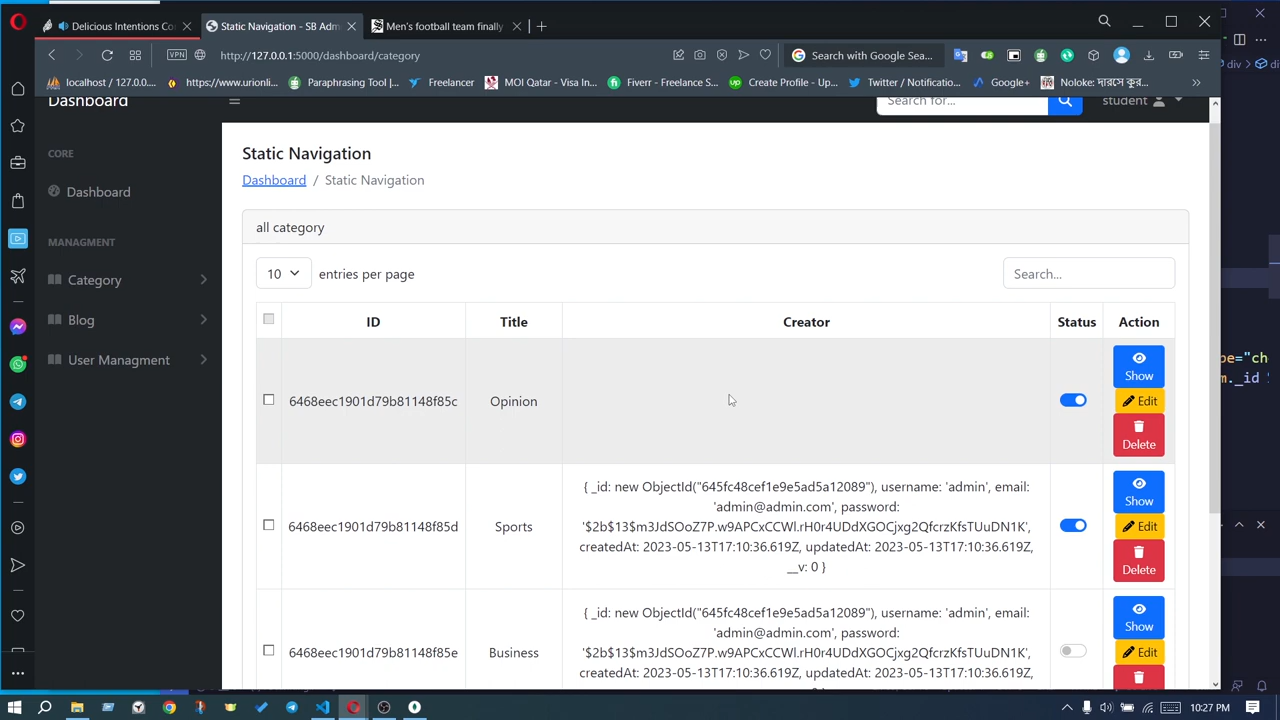 Delicious Intentions Co
Static Navigation - SB Adm
Men's football team finally
VPN
http://127.0.0.1:5000/dashboard/category
Search with Google Sea...
localhost / 127.0.0....
https://www.urionli...
Paraphrasing Tool |...
Freelancer
MOI Qatar - Visa In...
Fiverr - Freelance S...
Create Profile - Up...
Twitter / Notificatio...
Google+
Noloke: দারসে কুর...
Dashboard
Search for...
student
CORE
Dashboard
MANAGMENT
Category
Blog
User Managment
Static Navigation
Dashboard / Static Navigation
all category
10 entries per page
Search...
ID Title Creator Status Action
6468eec1901d79b81148f85c Opinion
Show
Edit
Delete
6468eec1901d79b81148f85d Sports
{ _id: new ObjectId("645fc48cef1e9e5ad5a12089"), username: 'admin', email:
'admin@admin.com', password:
'$2b$13$m3JdSOoZ7P.w9APCxCCWl.rH0r4UDdXGOCjxg2QfcrzKfsTUuDN1K',
createdAt: 2023-05-13T17:10:36.619Z, updatedAt: 2023-05-13T17:10:36.619Z,
__v: 0 }
Show
Edit
Delete
6468eec1901d79b81148f85e Business
{ _id: new ObjectId("645fc48cef1e9e5ad5a12089"), username: 'admin', email:
'admin@admin.com', password:
'$2b$13$m3JdSOoZ7P.w9APCxCCWl.rH0r4UDdXGOCjxg2QfcrzKfsTUuDN1K',
createdAt: 2023-05-13T17:10:36.619Z, updatedAt: 2023-05-13T17:10:36.619Z,
Show
Edit
div>
pe="ch
m._id
10:27 PM